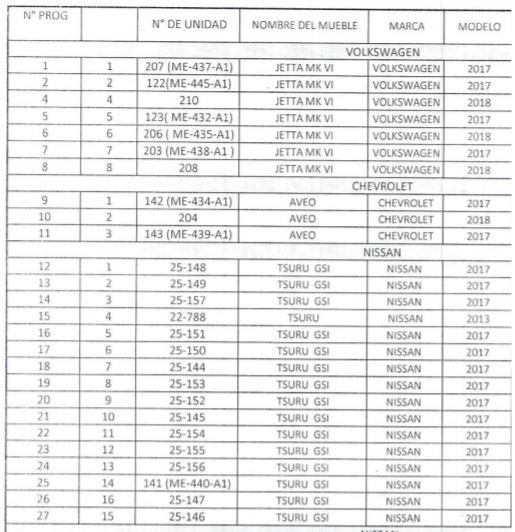 N° PROG N° DE UNIDAD NOMBRE DEL MUEBLE MARCA MODELO
VOLKSWAGEN
1 1 207 (ME-437-A1) JETTA MK VI VOLKSWAGEN 2017
2 2 122(ME-445-A1) JETTA MK VI VOLKSWAGEN 2017
4 4 210 JETTA MK VI VOLKSWAGEN 2018
5 5 123( ME-432-A1) JETTA MK VI VOLKSWAGEN 2017
6 6 206 ( ME-435-A1) JETTA MK VI VOLKSWAGEN 2018
7 7 203 (ME-438-A1 ) JETTA MK VI VOLKSWAGEN 2017
8 8 208 JETTA MK VI VOLKSWAGEN 2018
CHEVROLET
9 1 142 (ME-434-A1) AVEO CHEVROLET 2017
10 2 204 AVEO CHEVROLET 2018
11 3 143 (ME-439-A1) AVEO CHEVROLET 2017
NISSAN
12 1 25-148 TSURU GSI NISSAN 2017
13 2 25-149 TSURU GSI NISSAN 2017
14 3 25-157 TSURU GSI NISSAN 2017
15 4 22-788 TSURU NISSAN 2013
16 5 25-151 TSURU GSI NISSAN 2017
17 6 25-150 TSURU GSI NISSAN 2017
18 7 25-144 TSURU GSI NISSAN 2017
19 8 25-153 TSURU GSI NISSAN 2017
20 9 25-152 TSURU GSI NISSAN 2017
21 10 25-145 TSURU GSI NISSAN 2017
22 11 25-154 TSURU GSI NISSAN 2017
23 12 25-155 TSURU GSI NISSAN 2017
24 13 25-156 TSURU GSI NISSAN 2017
25 14 141 (ME-440-A1) TSURU GSI NISSAN 2017
26 16 25-147 TSURU GSI NISSAN 2017
27 15 25-146 TSURU GSI NISSAN 2017